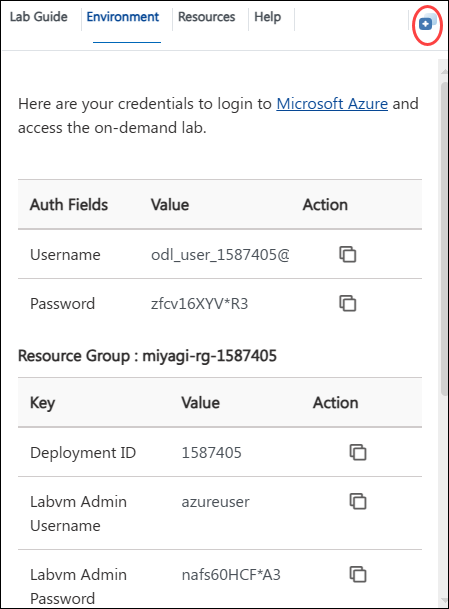 Lab Guide Environment Resources Help
Here are your credentials to login to Microsoft Azure and
access the on-demand lab.
Auth Fields Value Action
Username odl_user_1587405@
Password zfcv16XYV*R3
Resource Group : miyagi-rg-1587405
Key Value Action
Deployment ID 1587405
Labvm Admin azureuser
Username
Labvm Admin nafs60HCF*A3
Password